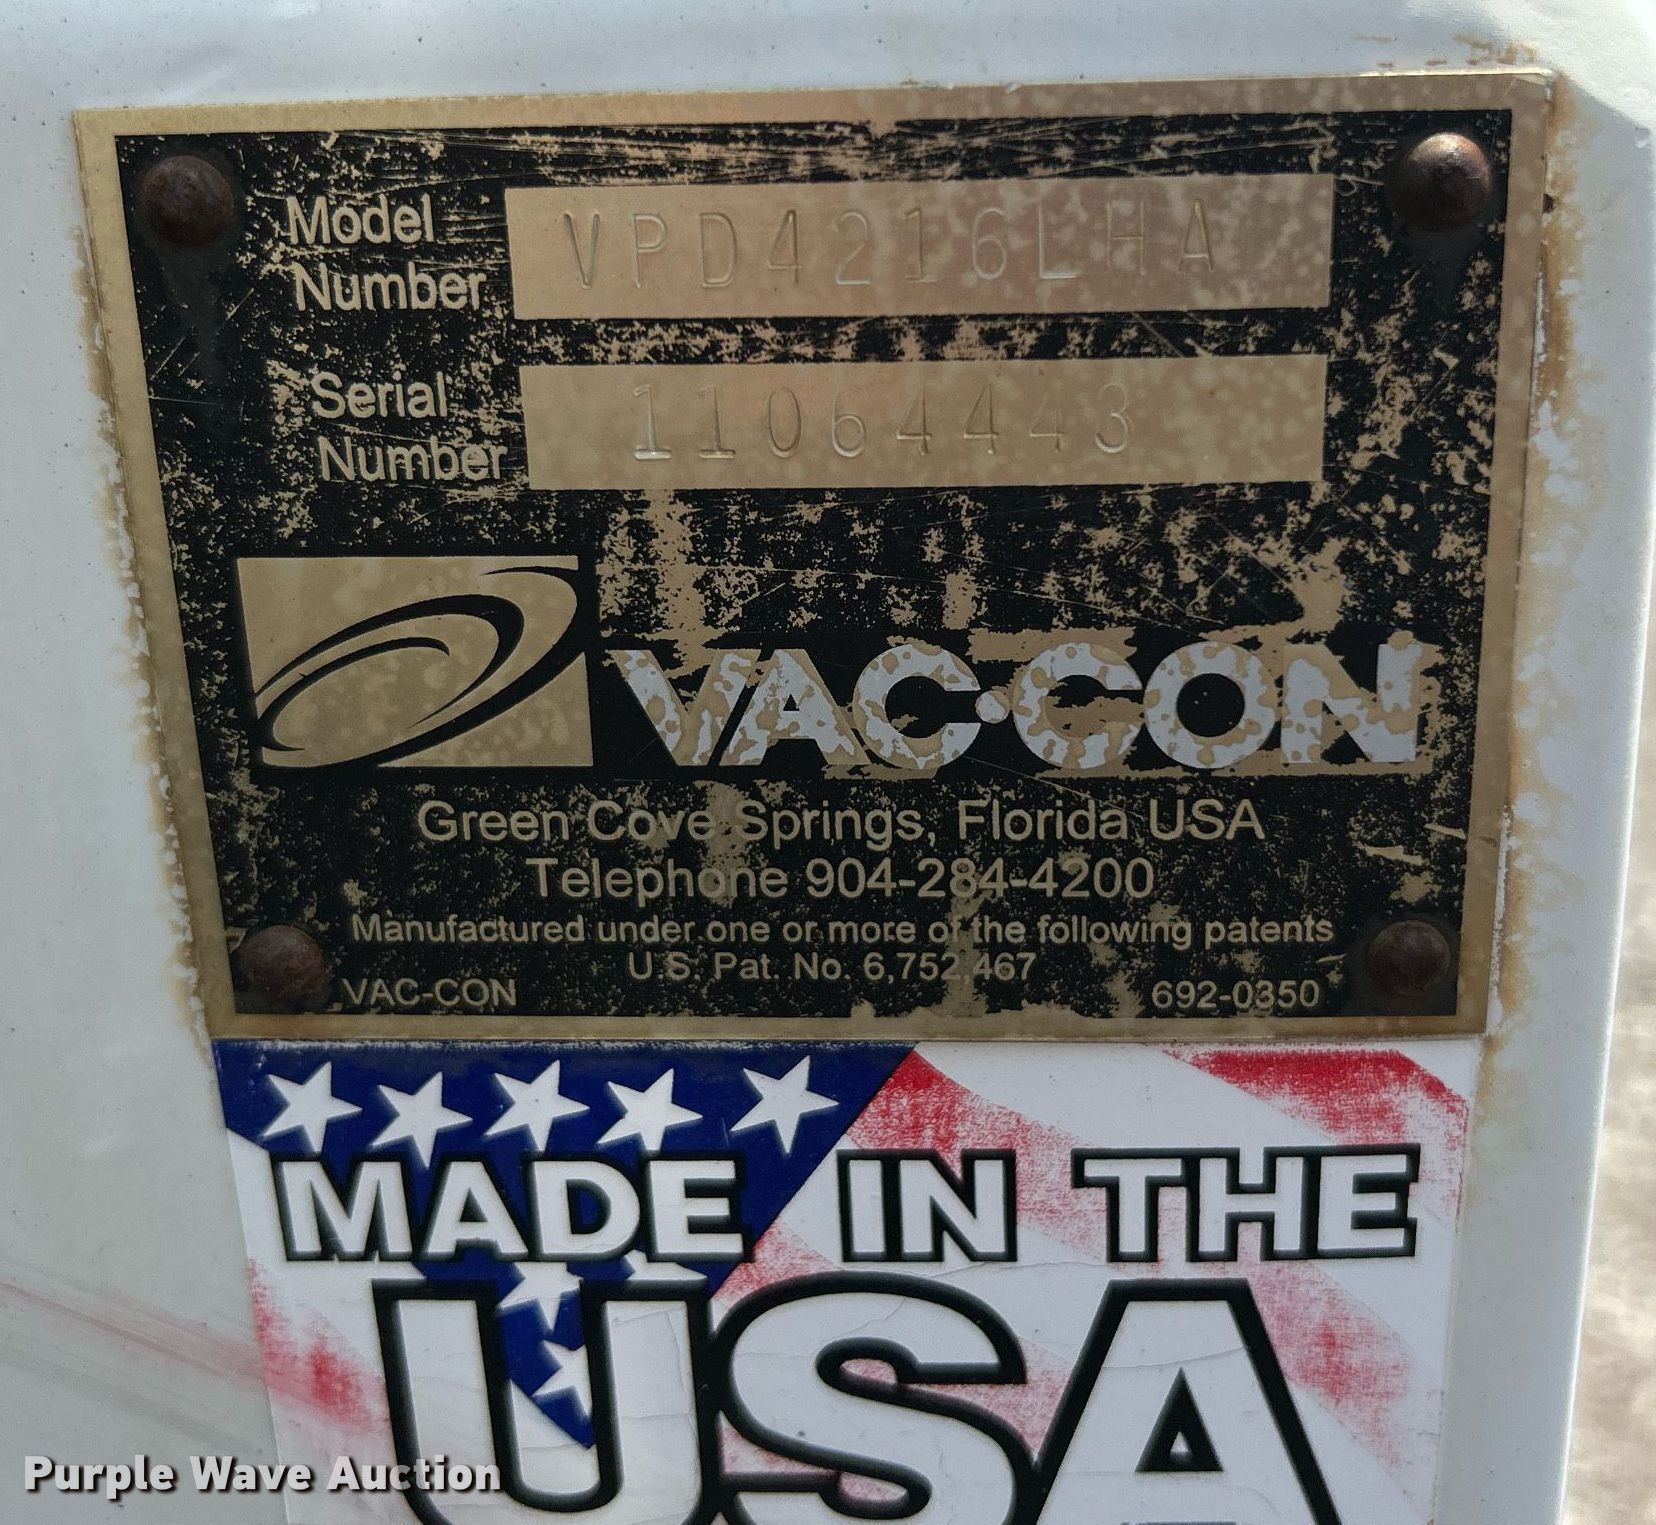 Model
Number
VPD4216LHA
Serial
Number
11064443
VAC-CON
Green Cove Springs, Florida USA
Telephone 904-284-4200
Manufactured under one or more of the following patents
U.S. Pat. No. 6,752,467
VAC-CON 692-0350
MADE IN THE
USA
Purple Wave Auction